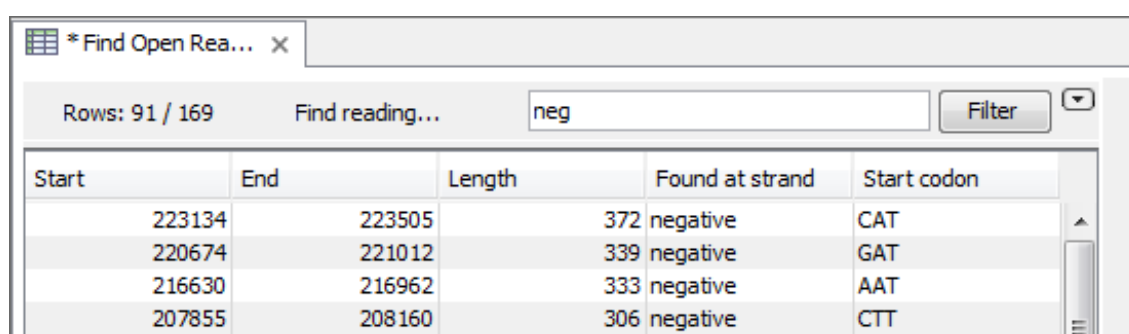 * Find Open Rea...
Rows: 91 / 169 Find reading... neg Filter
Start End Length Found at strand Start codon
223134 223505 372 negative CAT
220674 221012 339 negative GAT
216630 216962 333 negative AAT
207855 208160 306 negative CTT